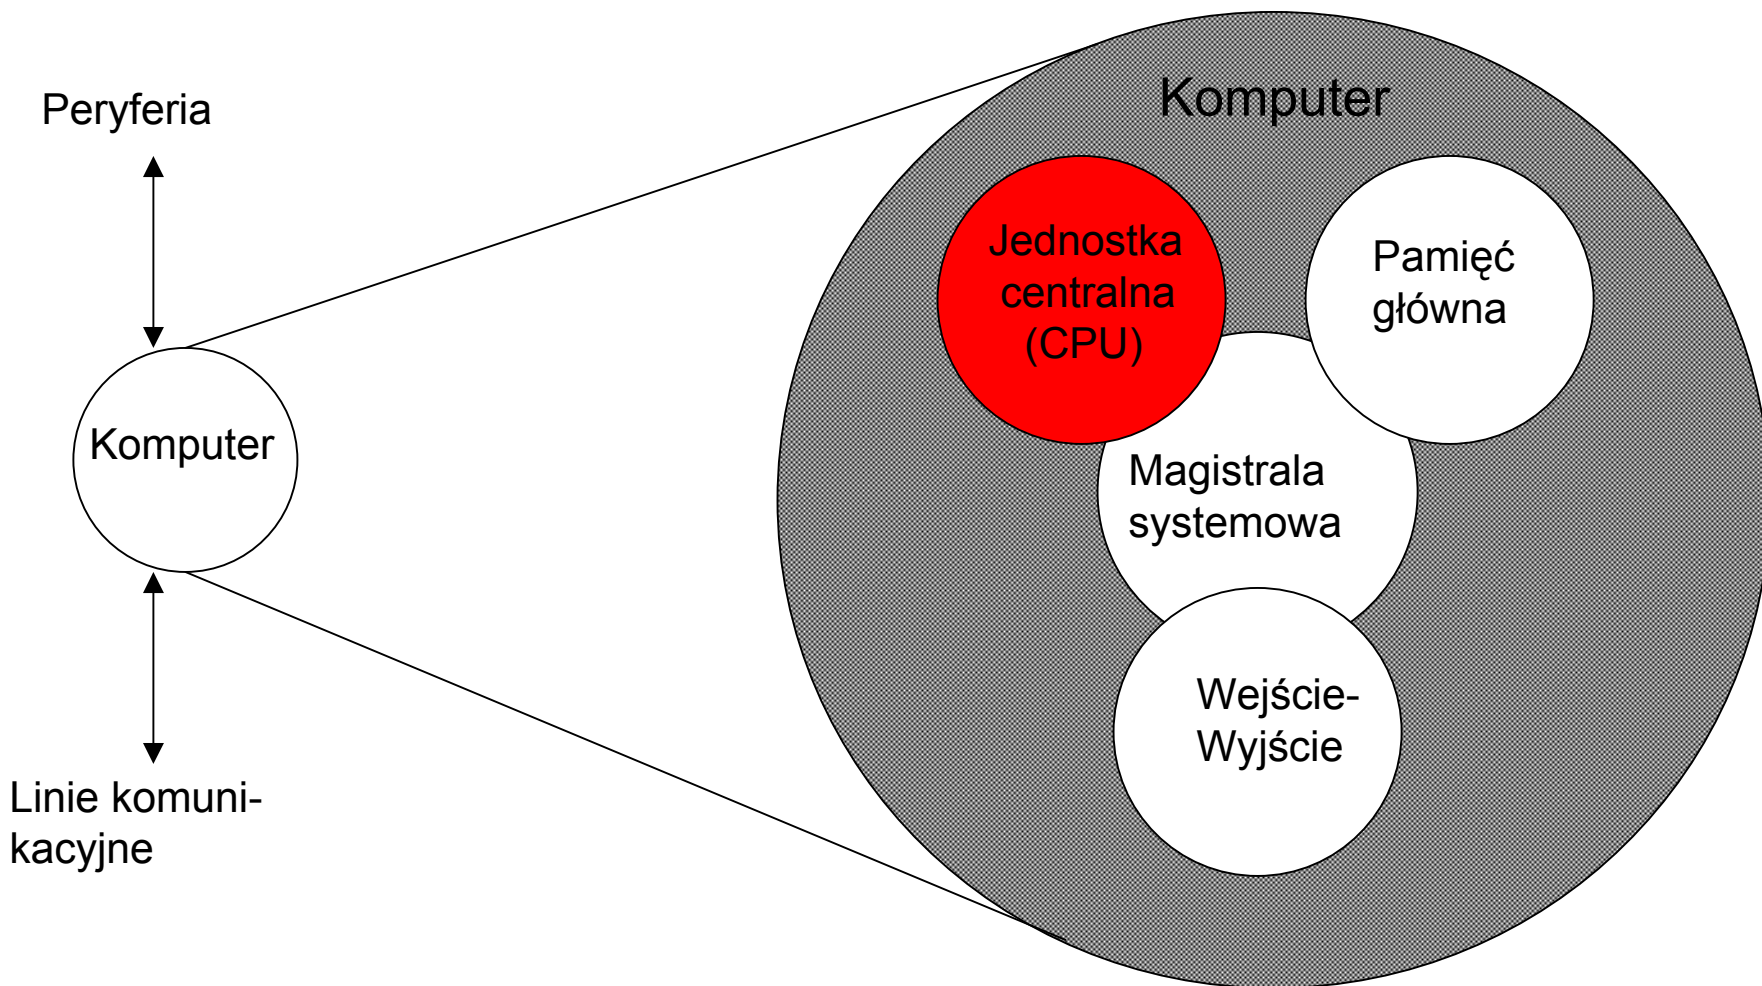 Peryferia
Komputer
Linie komuni-
kacyjne
Komputer
Jednostka
centralna
(CPU)
Pamięć
główna
Magistrala
systemowa
Wejście-
Wyjście